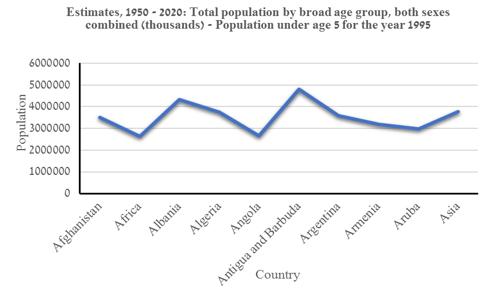 Estimates, 1950 - 2020: Total population by broad age group, both sexes
combined (thousands) - Population under age 5 for the year 1995
6000000
5000000
4000000
3000000
2000000
1000000
0
Population
Afghanistan
Africa
Albania
Algeria
Angola
Antigua and Barbuda
Argentina
Armenia
Aruba
Asia
Country